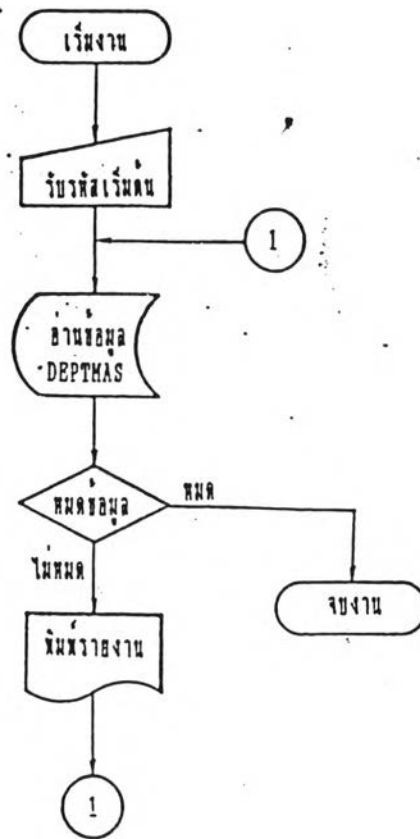 เริ่มงาน
รับรหัสเริ่มต้น
1
อ่านข้อมูล
DEPTMAS
หมดข้อมูล
หมด
ไม่หมด
จบงาน
พิมพ์รายงาน
1